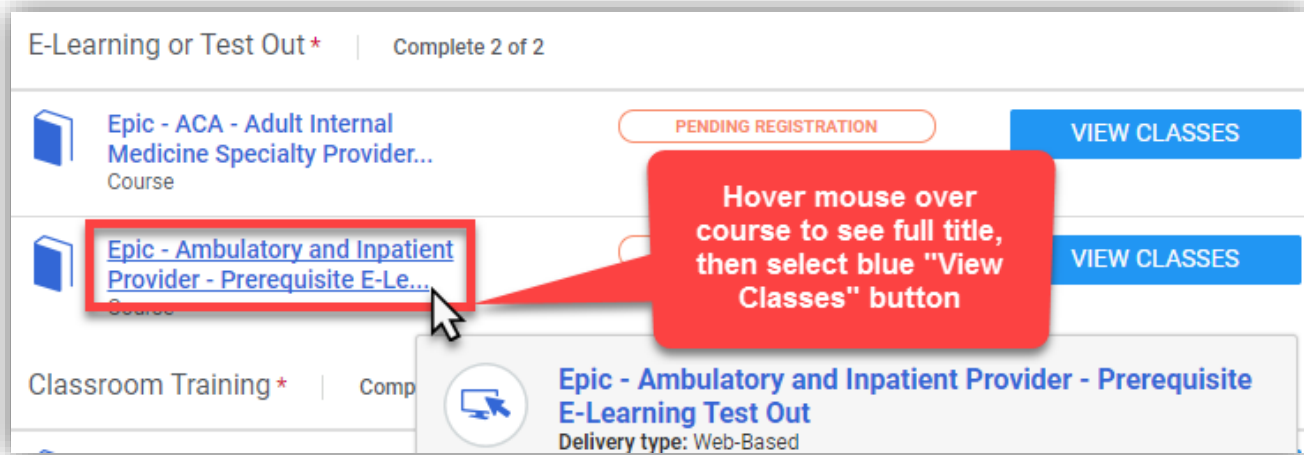 E-Learning or Test Out * Complete 2 of 2
Epic - ACA - Adult Internal
Medicine Specialty Provider...
Course
PENDING REGISTRATION
VIEW CLASSES
Epic - Ambulatory and Inpatient
Provider - Prerequisite E-Le...
Course
VIEW CLASSES
Hover mouse over
course to see full title,
then select blue "View
Classes" button
Classroom Training * Comp
Epic - Ambulatory and Inpatient Provider - Prerequisite
E-Learning Test Out
Delivery type: Web-Based